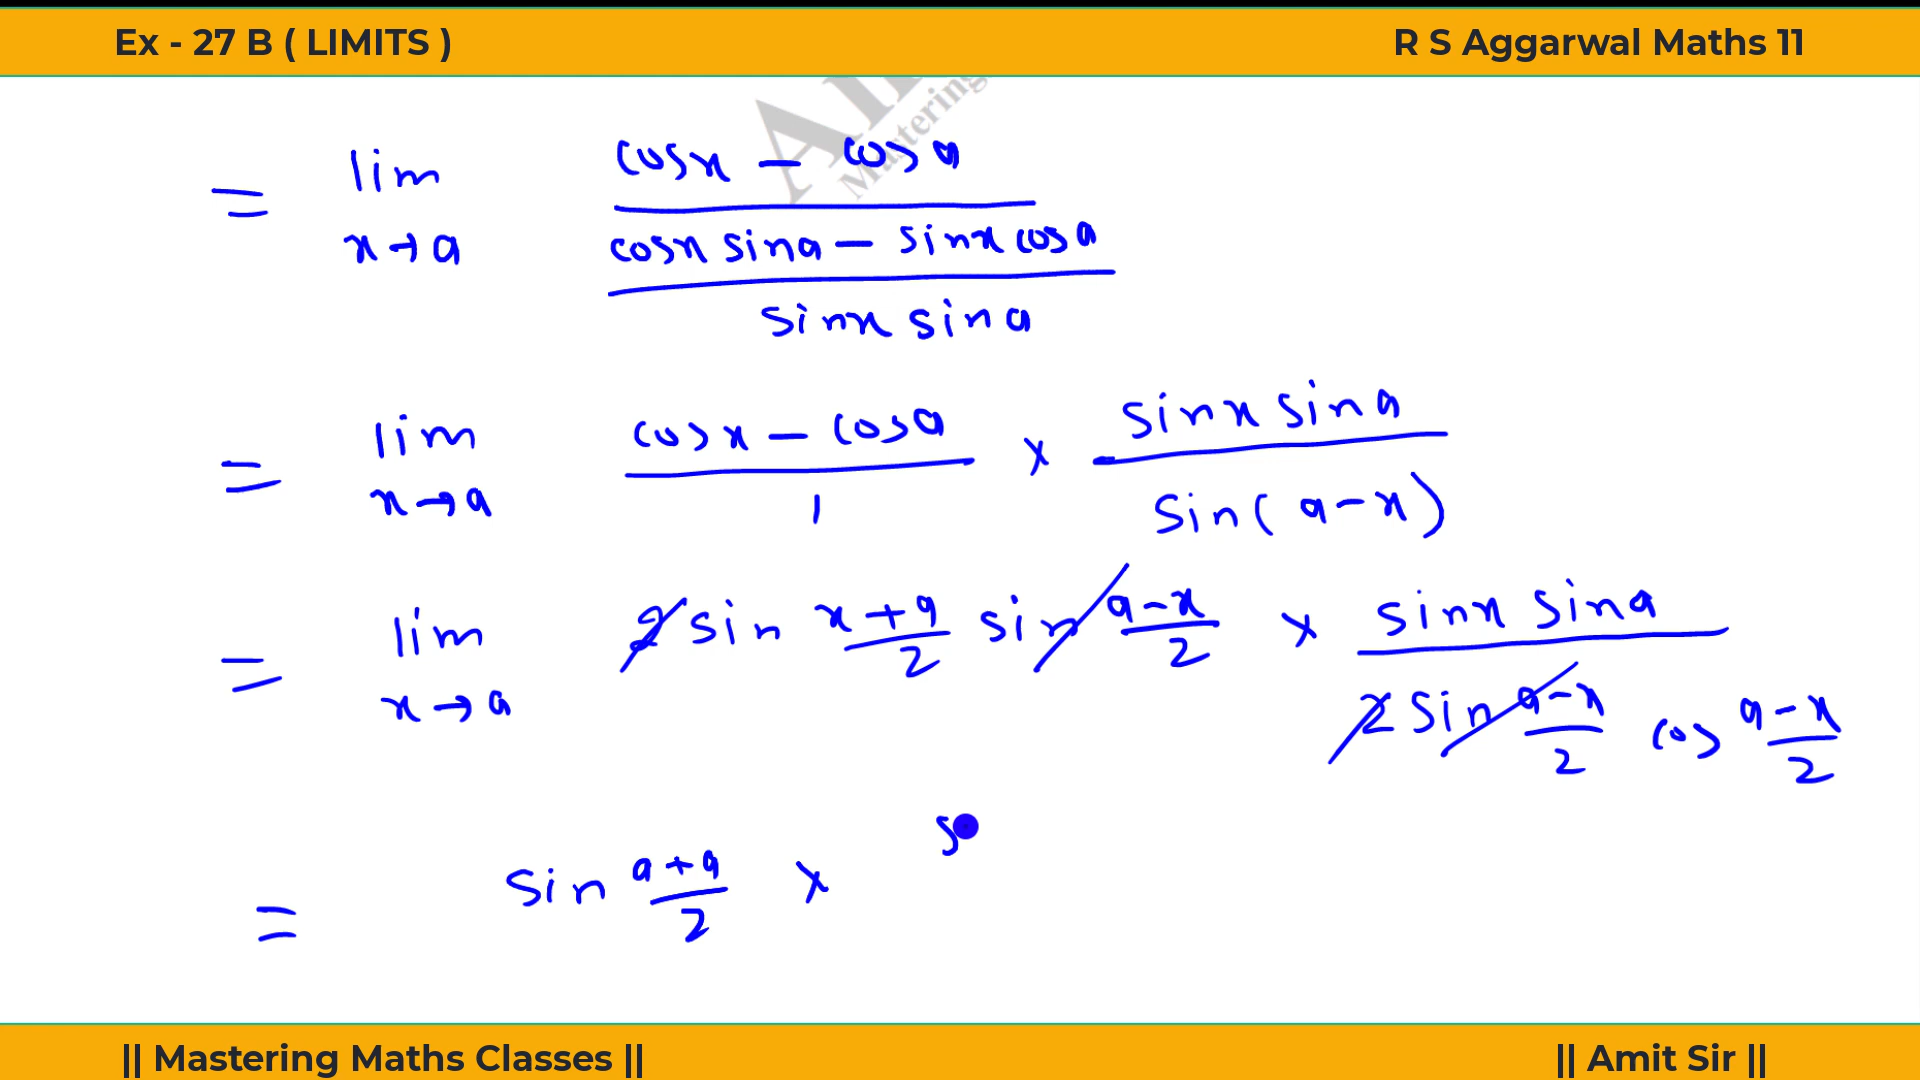 Ex - 27 B ( LIMITS )
R S Aggarwal Maths 11
Mastering
= lim x→a (cosx - cosa) / ((cosx sina - sinx cosa) / (sinx sina))
= lim x→a (cosx - cosa)/1 × (sinx sina)/(sin(a-x))
= lim x→a 2 sin (x+a)/2 sin (a-x)/2 × (sinx sina)/(2 sin (a-x)/2 cos (a-x)/2)
= sin (a+a)/2 × s
|| Mastering Maths Classes ||
|| Amit Sir ||